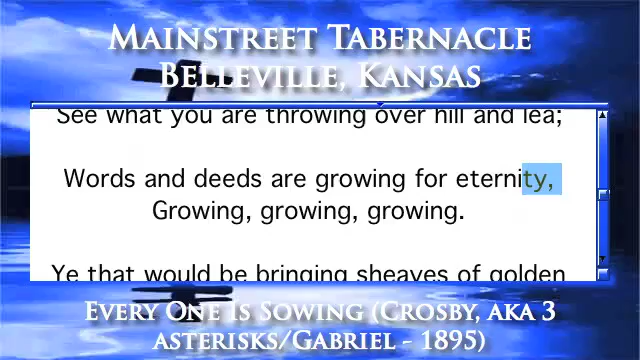 Mainstreet Tabernacle
Belleville, Kansas
See what you are throwing over hill and lea;
Words and deeds are growing for eternity,
Growing, growing, growing.
Ye that would be bringing sheaves of golden
Every One Is Sowing (Crosby, aka 3
asterisks/Gabriel - 1895)